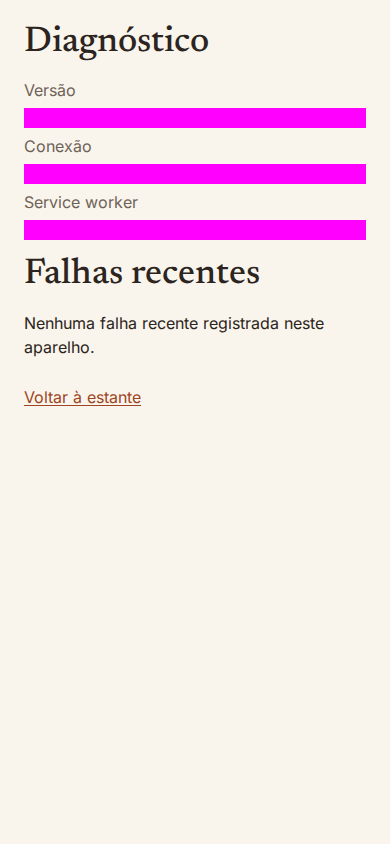 Diagnóstico
Versão
Conexão
Service worker
Falhas recentes
Nenhuma falha recente registrada neste
aparelho.
Voltar à estante